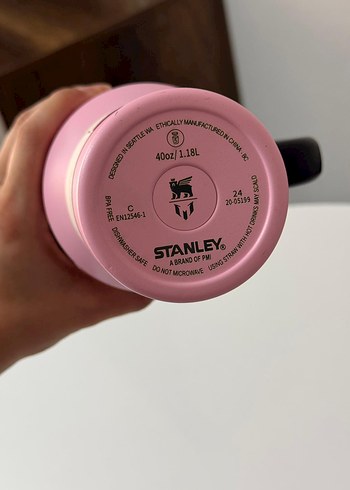 DESIGNED IN SEATTLE WA · ETHICALLY MANUFACTURED IN CHINA · BC
40oz/ 1.18L
C
EN12546-1
24
20-05199
STANLEY®
A BRAND OF PMI
BPA FREE DISHWASHER SAFE DO NOT MICROWAVE USING STRAW WITH HOT DRINKS MAY SCALD